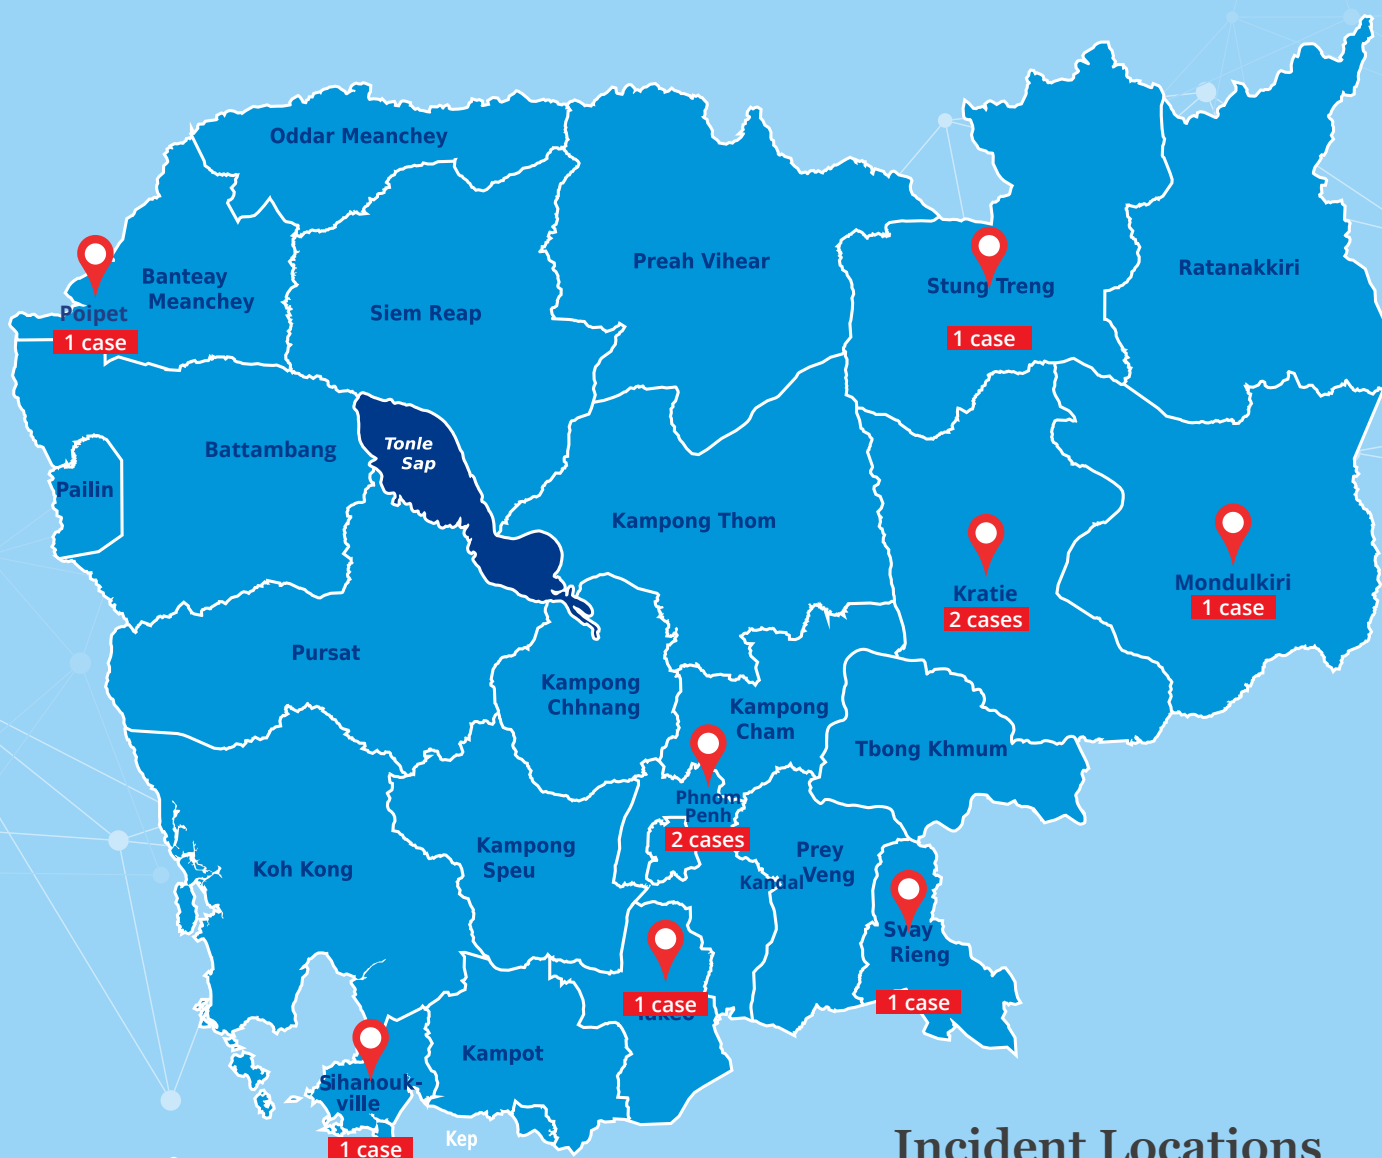 Oddar Meanchey
Banteay
Meanchey
Poipet
1 case
Siem Reap
Preah Vihear
Stung Treng
1 case
Ratanakkiri
Battambang
Tonle
Sap
Pailin
Kampong Thom
Kratie
2 cases
Mondulkiri
1 case
Pursat
Kampong
Chhnang
Kampong
Cham
Tbong Khmum
Phnom
Penh
2 cases
Koh Kong
Kampong
Speu
Prey
Veng
Kandal
Svay
Rieng
1 case
1 case
Takeo
Kampot
Sihanouk-
ville
1 case
Kep
Incident Locations